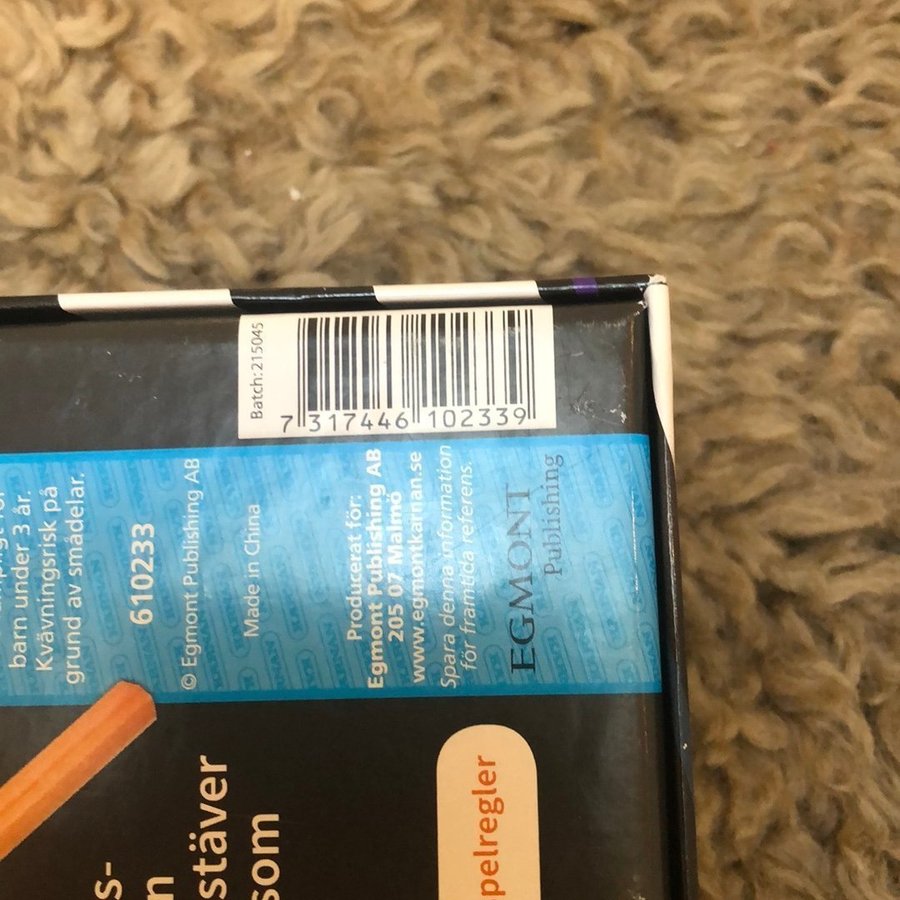 Batch: 215045
7 317446 102339
barn under 3 år.
Kvävningsrisk på
grund av smådelar.
610233
© Egmont Publishing AB
Made in China
Producerat för:
Egmont Publishing AB
205 07 Malmö
www.egmontkarnan.se
Spara denna information
för framtida referens.
EGMONT
Publishing
s-
n
stäver
som
pelregler